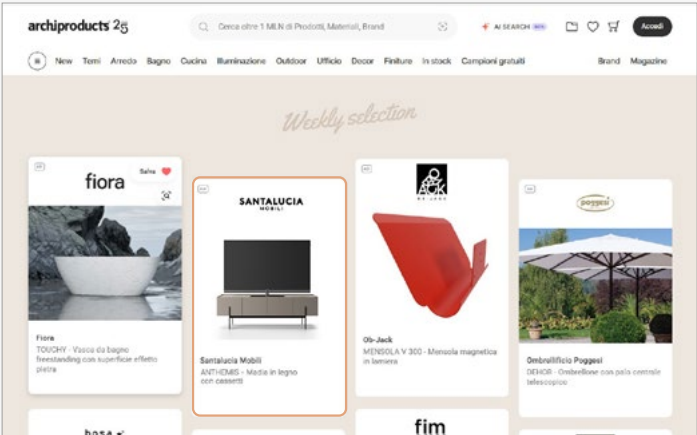 archiproducts 25
Cerca oltre 1 MLN di Prodotti, Materiali, Brand
AI SEARCH
Accedi
New Temi Arredo Bagno Cucina Illuminazione Outdoor Ufficio Decor Finiture In stock Campioni gratuiti Brand Magazine
Weekly selection
fiora
Salva
Fiora
TOUCHY - Vasca da bagno
freestanding con superficie effetto
pietra
SANTALUCIA
MOBILI
Santalucia Mobili
ANTHEMIS - Madia in legno
con cassetti
OB-JACK
Ob-Jack
MENSOLA V 300 - Mensola magnetica
in lamiera
poggesi
Ombrellificio Poggesi
DEHOR - Ombrellone con palo centrale
telescopico
fim